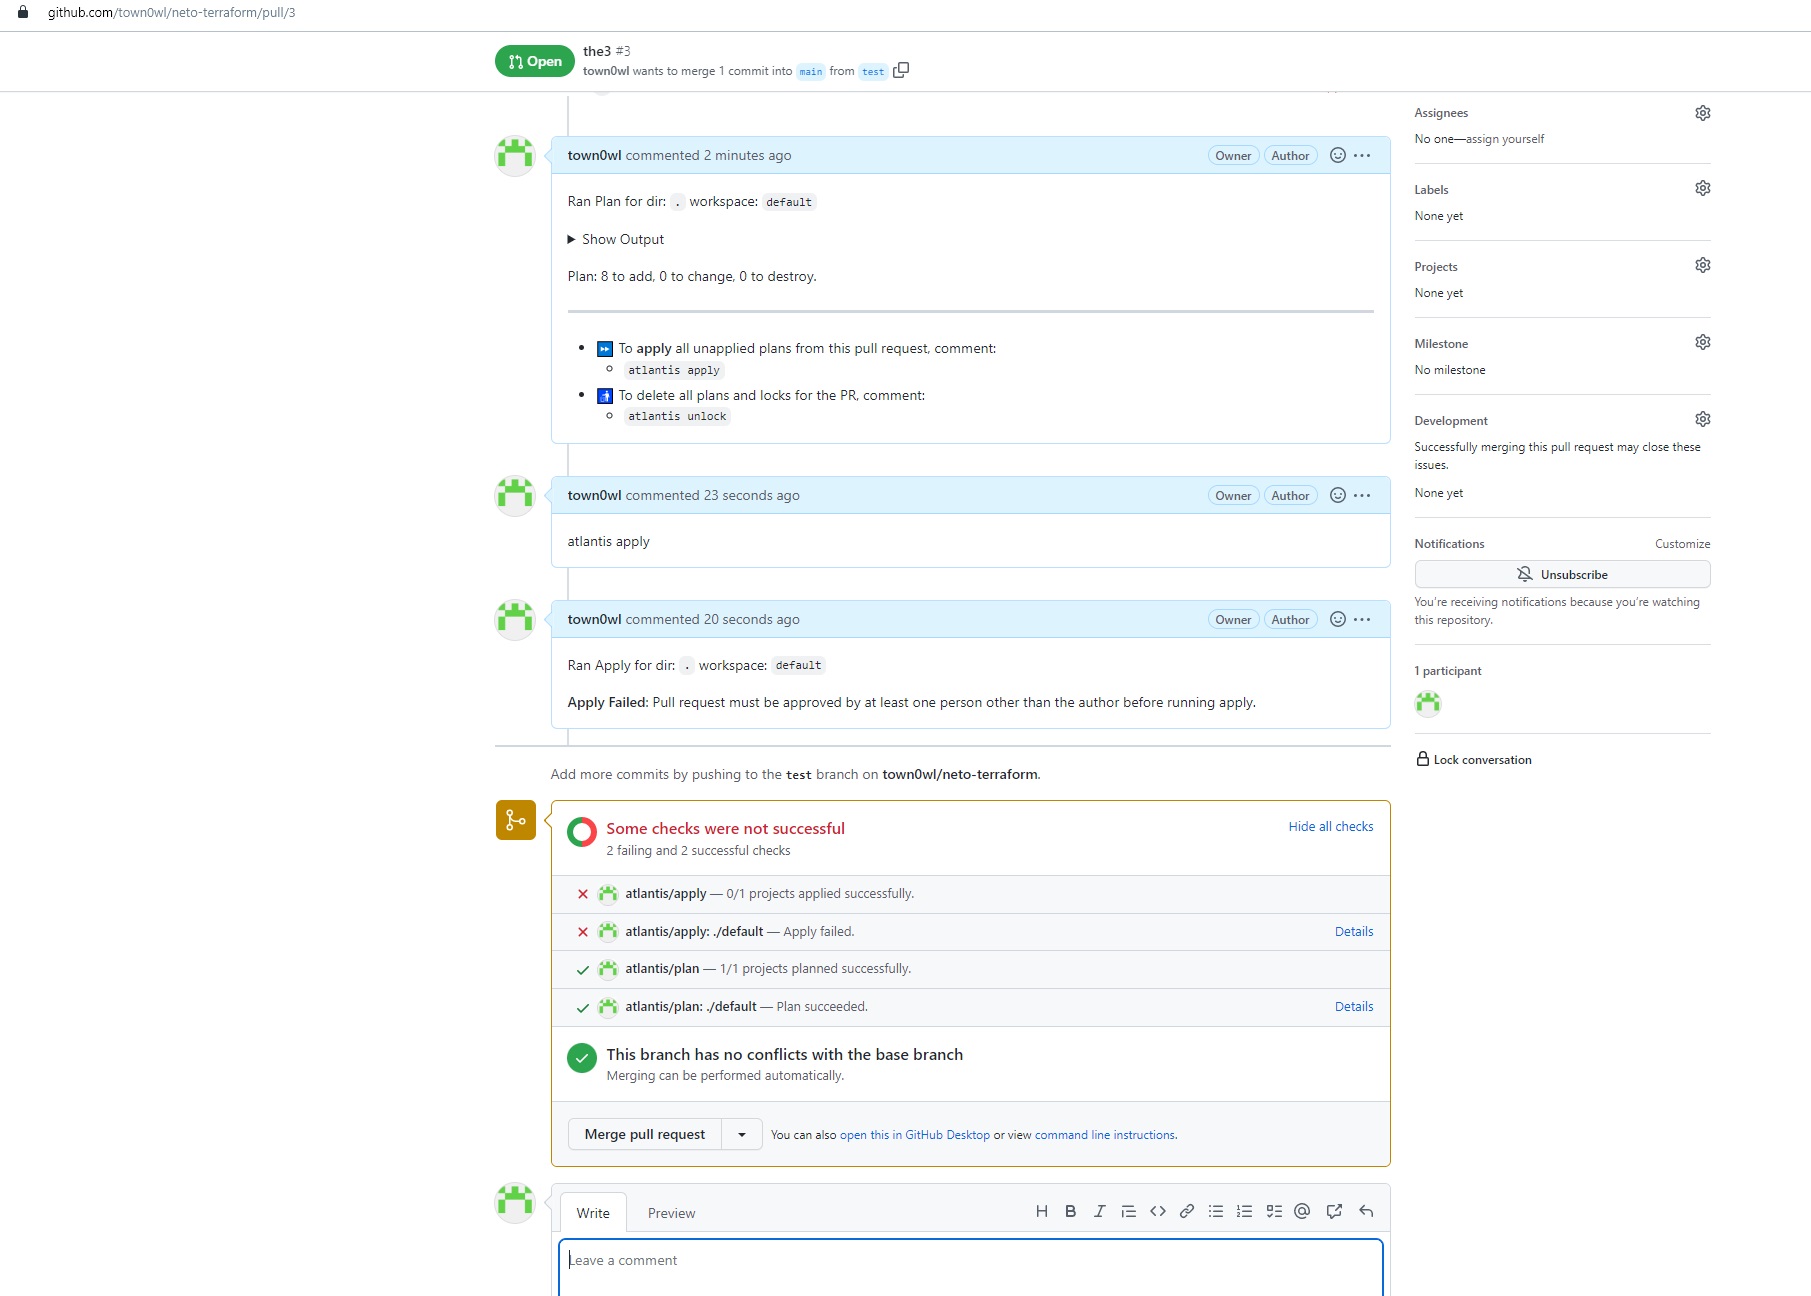 github.com/town0wl/neto-terraform/pull/3
Open
the3 #3
town0wl wants to merge 1 commit into main from test
town0wl commented 2 minutes ago
Owner Author
Ran Plan for dir: . workspace: default
Show Output
Plan: 8 to add, 0 to change, 0 to destroy.
To apply all unapplied plans from this pull request, comment:
atlantis apply
To delete all plans and locks for the PR, comment:
atlantis unlock
town0wl commented 23 seconds ago
Owner Author
atlantis apply
town0wl commented 20 seconds ago
Owner Author
Ran Apply for dir: . workspace: default
Apply Failed: Pull request must be approved by at least one person other than the author before running apply.
Add more commits by pushing to the test branch on town0wl/neto-terraform.
Some checks were not successful
Hide all checks
2 failing and 2 successful checks
atlantis/apply — 0/1 projects applied successfully.
atlantis/apply: ./default — Apply failed.
Details
atlantis/plan — 1/1 projects planned successfully.
atlantis/plan: ./default — Plan succeeded.
Details
This branch has no conflicts with the base branch
Merging can be performed automatically.
Merge pull request
You can also open this in GitHub Desktop or view command line instructions.
Write
Preview
Leave a comment
Assignees
No one—assign yourself
Labels
None yet
Projects
None yet
Milestone
No milestone
Development
Successfully merging this pull request may close these
issues.
None yet
Notifications
Customize
Unsubscribe
You're receiving notifications because you're watching
this repository.
1 participant
Lock conversation